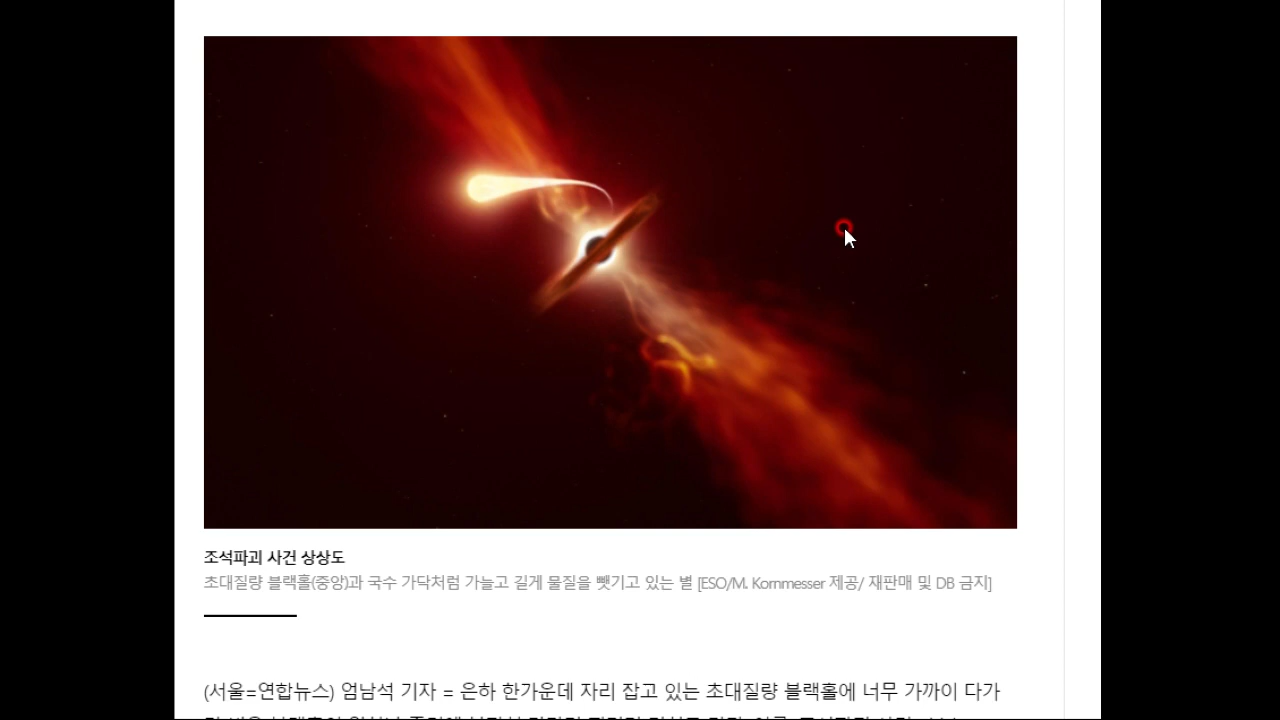 조석파괴 사건 상상도
초대질량 블랙홀(중앙)과 국수 가닥처럼 가늘고 길게 물질을 뺏기고 있는 별 [ESO/M. Kornmesser 제공/ 재판매 및 DB 금지]
(서울=연합뉴스) 엄남석 기자 = 은하 한가운데 자리 잡고 있는 초대질량 블랙홀에 너무 가까이 다가